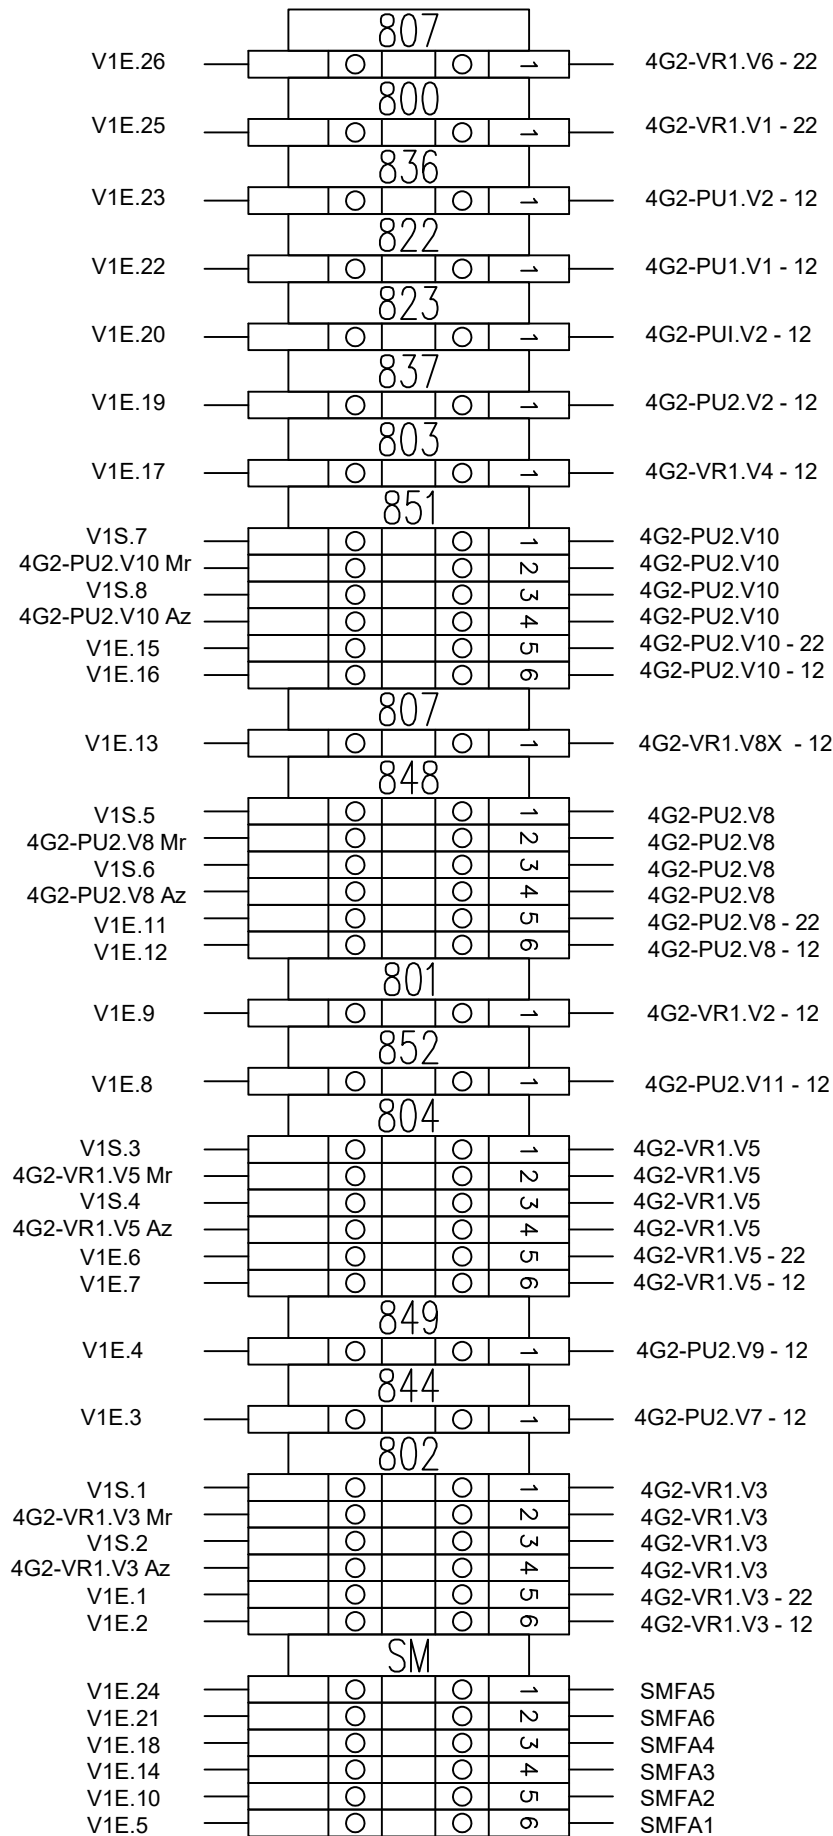 807
V1E.26 1 4G2-VR1.V6 - 22
800
V1E.25 1 4G2-VR1.V1 - 22
836
V1E.23 1 4G2-PU1.V2 - 12
822
V1E.22 1 4G2-PU1.V1 - 12
823
V1E.20 1 4G2-PUI.V2 - 12
837
V1E.19 1 4G2-PU2.V2 - 12
803
V1E.17 1 4G2-VR1.V4 - 12
851
V1S.7 1 4G2-PU2.V10
4G2-PU2.V10 Mr 2 4G2-PU2.V10
V1S.8 3 4G2-PU2.V10
4G2-PU2.V10 Az 4 4G2-PU2.V10
V1E.15 5 4G2-PU2.V10 - 22
V1E.16 6 4G2-PU2.V10 - 12
807
V1E.13 1 4G2-VR1.V8X - 12
848
V1S.5 1 4G2-PU2.V8
4G2-PU2.V8 Mr 2 4G2-PU2.V8
V1S.6 3 4G2-PU2.V8
4G2-PU2.V8 Az 4 4G2-PU2.V8
V1E.11 5 4G2-PU2.V8 - 22
V1E.12 6 4G2-PU2.V8 - 12
801
V1E.9 1 4G2-VR1.V2 - 12
852
V1E.8 1 4G2-PU2.V11 - 12
804
V1S.3 1 4G2-VR1.V5
4G2-VR1.V5 Mr 2 4G2-VR1.V5
V1S.4 3 4G2-VR1.V5
4G2-VR1.V5 Az 4 4G2-VR1.V5
V1E.6 5 4G2-VR1.V5 - 22
V1E.7 6 4G2-VR1.V5 - 12
849
V1E.4 1 4G2-PU2.V9 - 12
844
V1E.3 1 4G2-PU2.V7 - 12
802
V1S.1 1 4G2-VR1.V3
4G2-VR1.V3 Mr 2 4G2-VR1.V3
V1S.2 3 4G2-VR1.V3
4G2-VR1.V3 Az 4 4G2-VR1.V3
V1E.1 5 4G2-VR1.V3 - 22
V1E.2 6 4G2-VR1.V3 - 12
SM
V1E.24 1 SMFA5
V1E.21 2 SMFA6
V1E.18 3 SMFA4
V1E.14 4 SMFA3
V1E.10 5 SMFA2
V1E.5 6 SMFA1